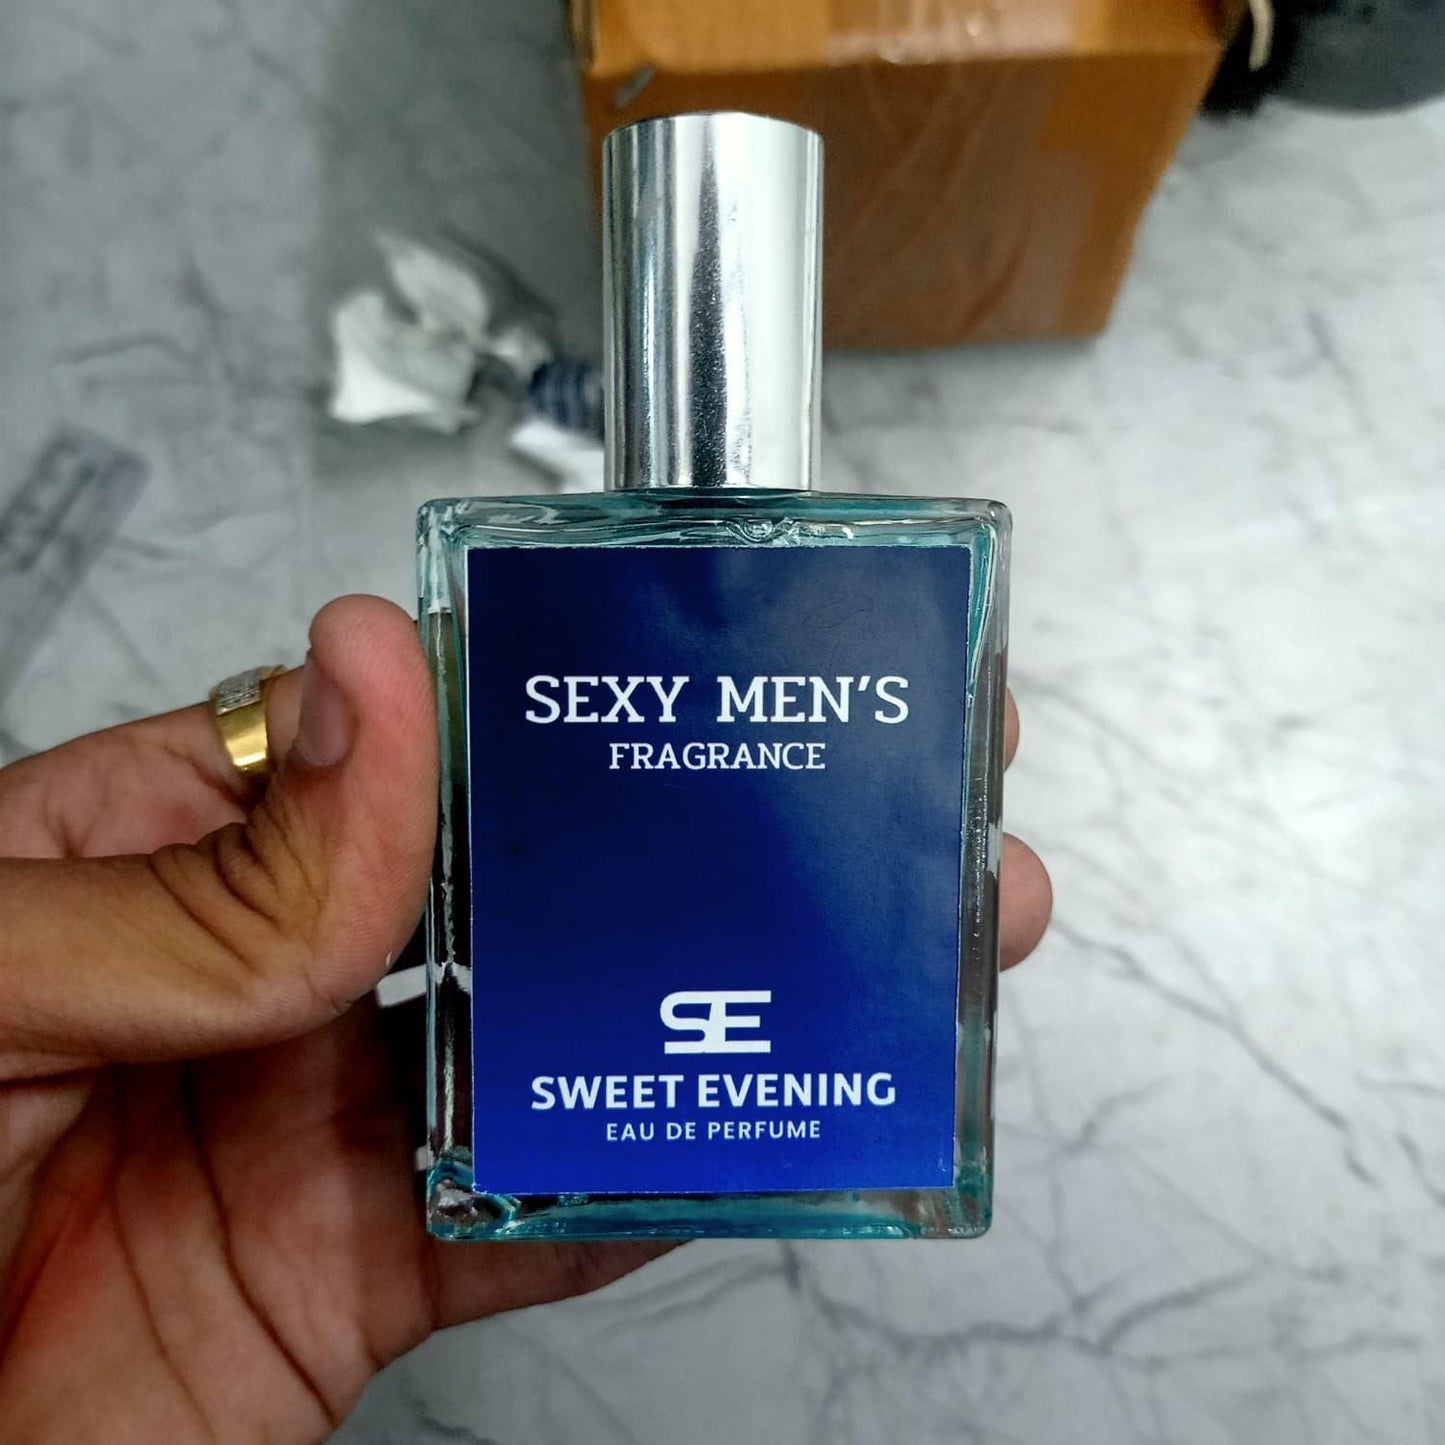 SEXY MEN'S
FRAGRANCE
SE
SWEET EVENING
EAU DE PERFUME